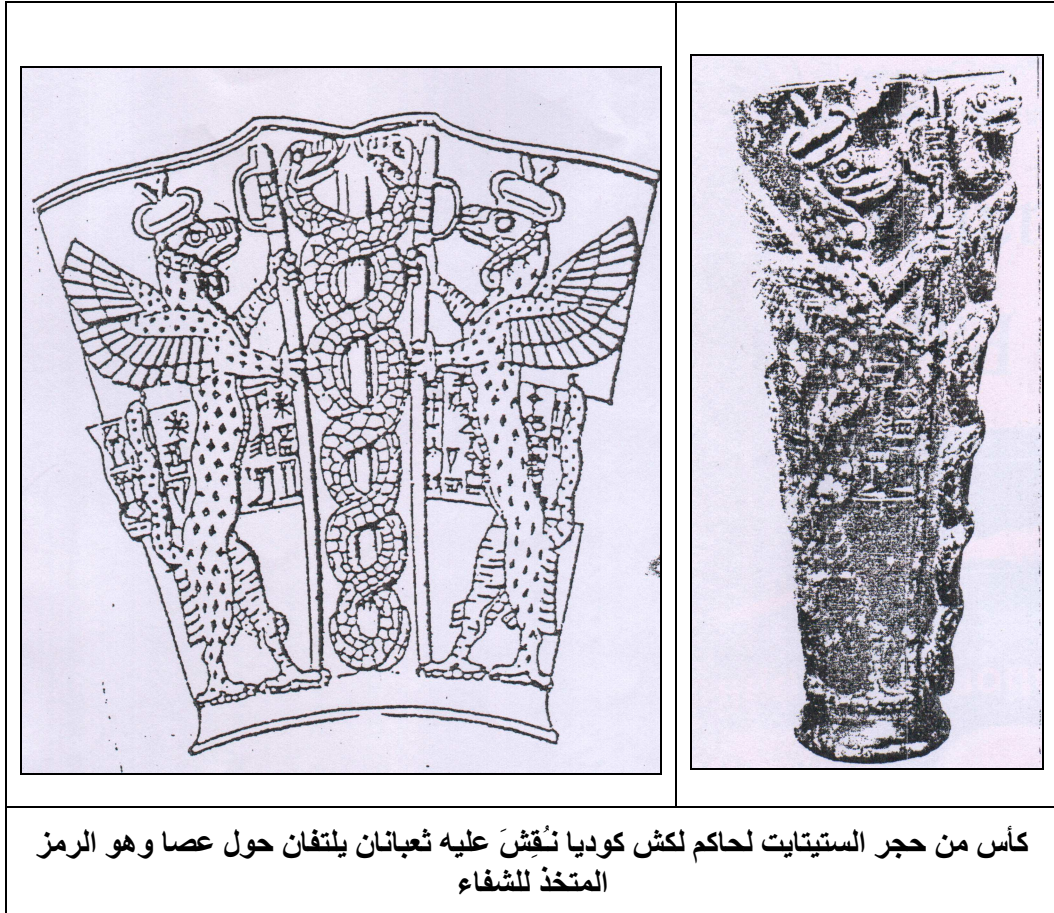 كأس من حجر الستيتايت لحاكم لكش كوديا نُقِشَ عليه ثعبانان يلتفان حول عصا وهو الرمز
المتخذ للشفاء